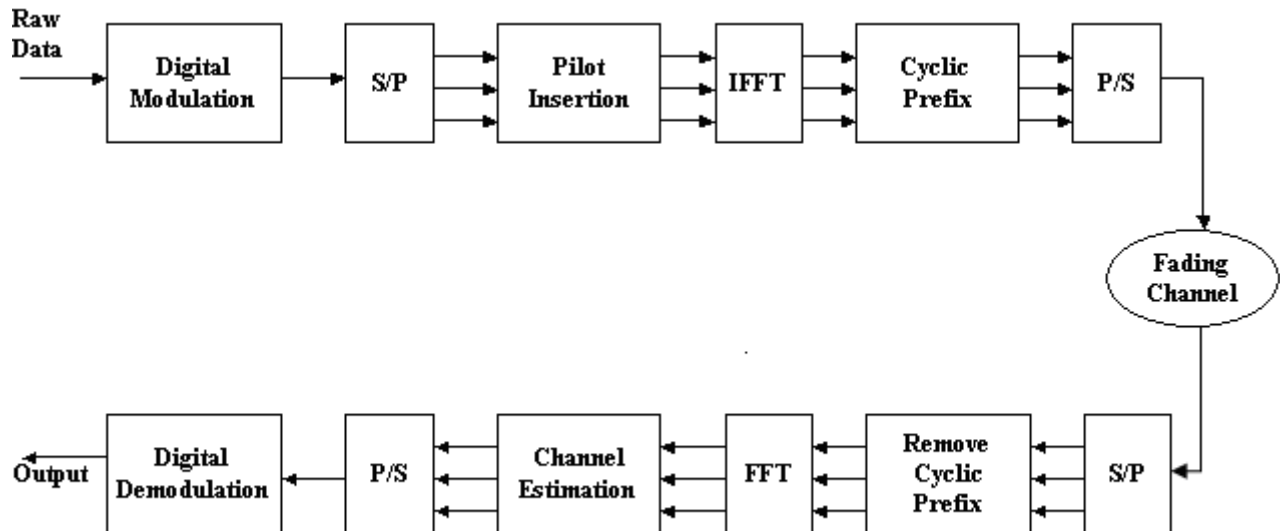 Raw
Data
Digital
Modulation
S/P
Pilot
Insertion
IFFT
Cyclic
Prefix
P/S
Fading
Channel
Output
Digital
Demodulation
P/S
Channel
Estimation
FFT
Remove
Cyclic
Prefix
S/P